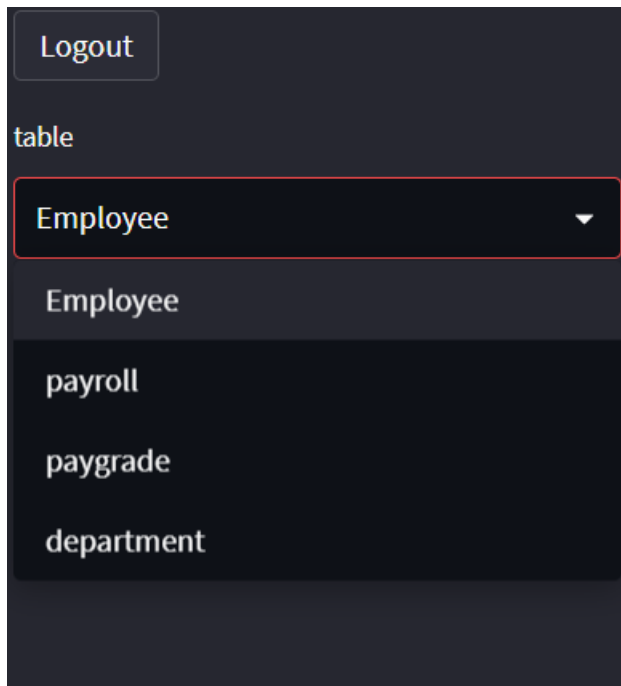 Logout
table
Employee
Employee
payroll
paygrade
department